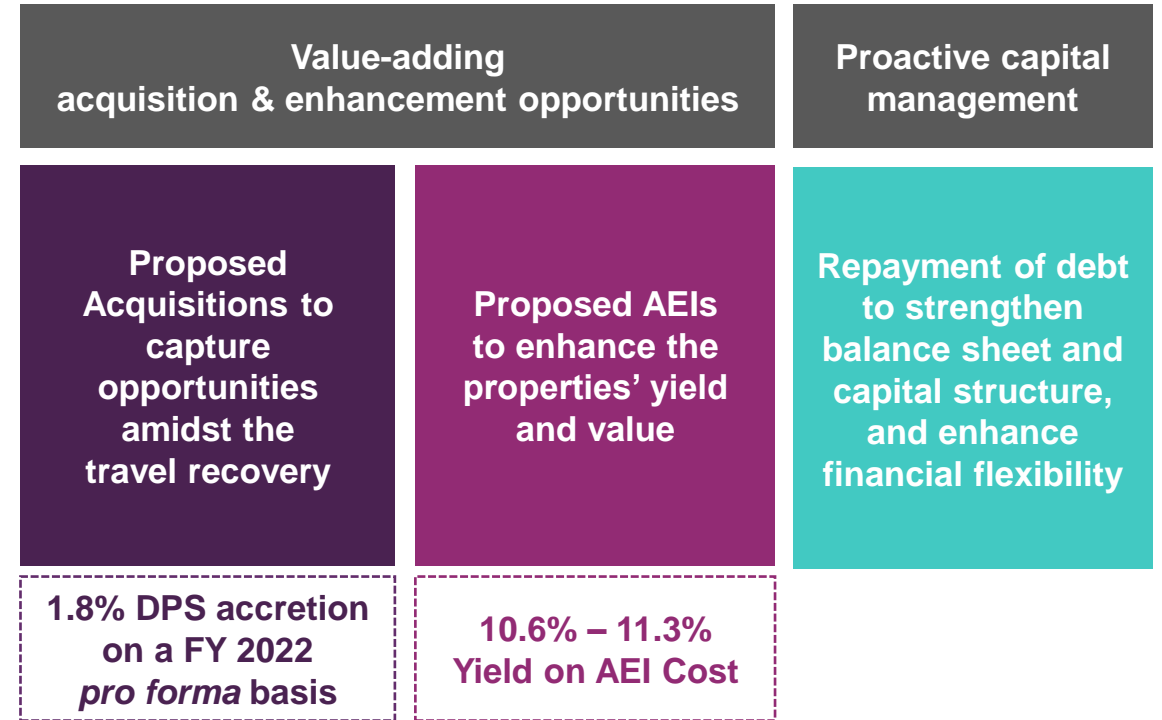 Value-adding
acquisition & enhancement opportunities
Proactive capital
management
Proposed
Acquisitions to
capture
opportunities
amidst the
travel recovery
Proposed AEIs
to enhance the
properties’ yield
and value
Repayment of debt
to strengthen
balance sheet and
capital structure,
and enhance
financial flexibility
1.8% DPS accretion
on a FY 2022
pro forma basis
10.6% – 11.3%
Yield on AEI Cost